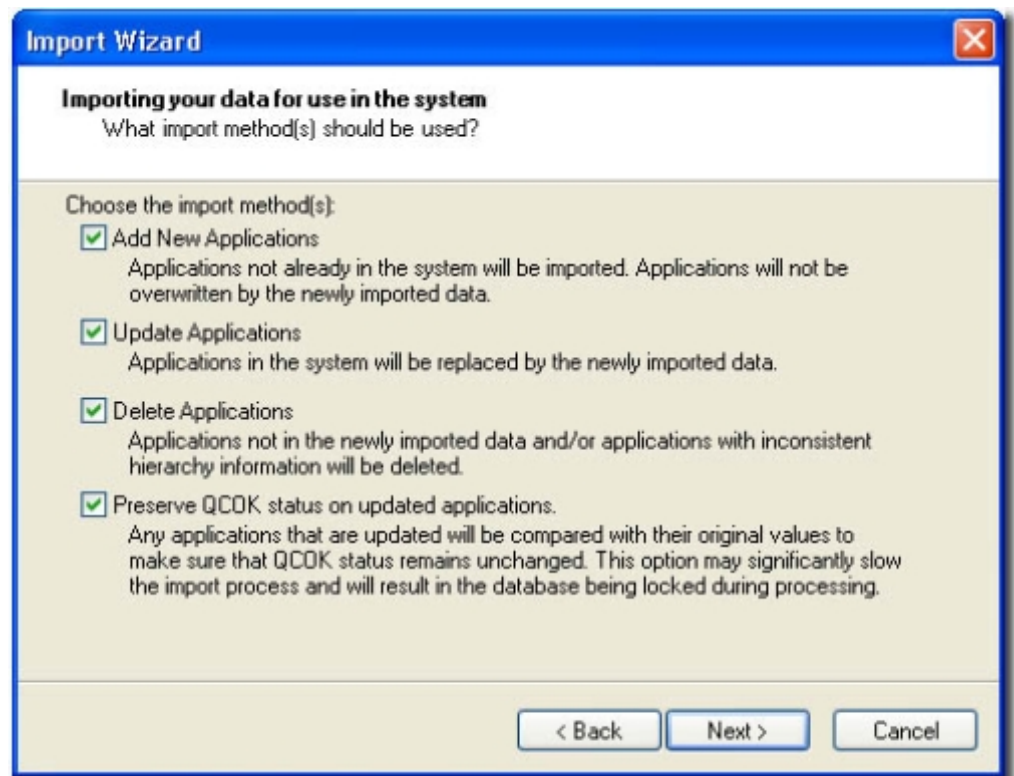 Import Wizard
Importing your data for use in the system
What import method(s) should be used?
Choose the import method(s):
Add New Applications
Applications not already in the system will be imported. Applications will not be
overwritten by the newly imported data.
Update Applications
Applications in the system will be replaced by the newly imported data.
Delete Applications
Applications not in the newly imported data and/or applications with inconsistent
hierarchy information will be deleted.
Preserve QCOK status on updated applications.
Any applications that are updated will be compared with their original values to
make sure that QCOK status remains unchanged. This option may significantly slow
the import process and will result in the database being locked during processing.
< Back
Next >
Cancel